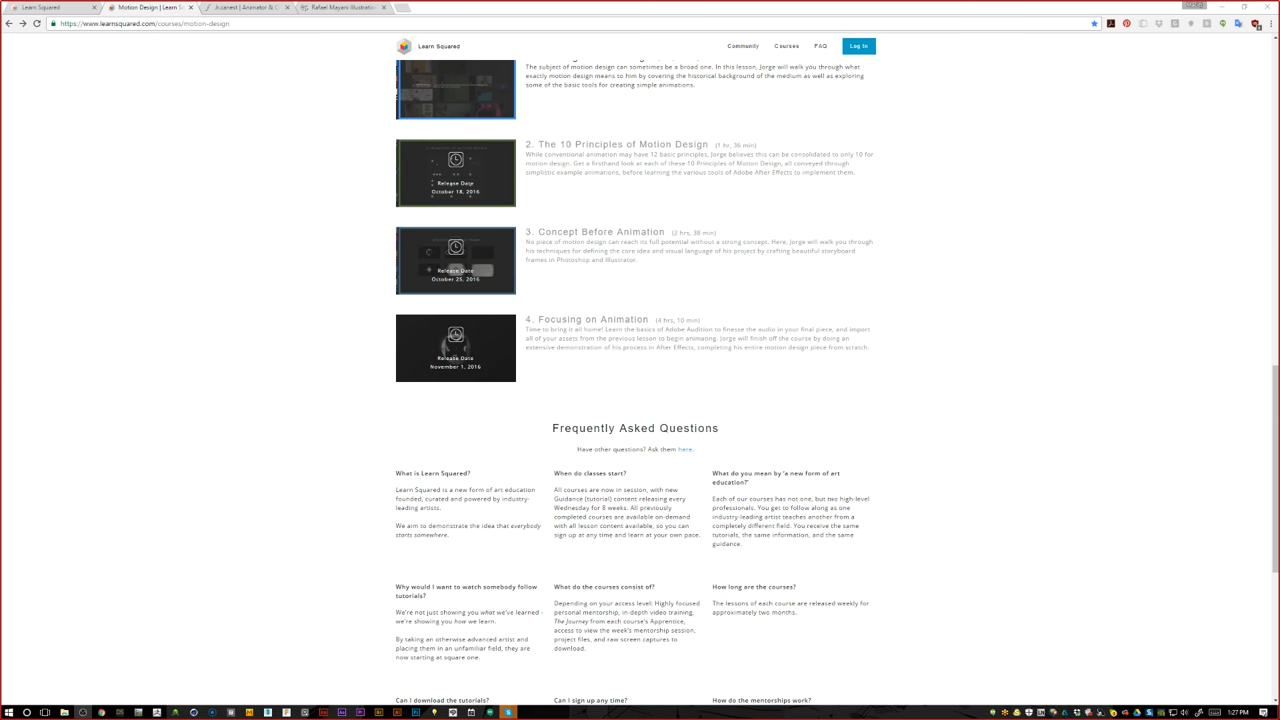 Learn Squared
Motion Design | Learn S
Jr.canest | Animator & C
Rafael Mayani Illustration
https://www.learnsquared.com/courses/motion-design
Learn Squared
Community
Courses
FAQ
Log In
The subject of motion design can sometimes be a broad one. In this lesson, Jorge will walk you through what
exactly motion design means to him by covering the historical background of the medium as well as exploring
some of the basic tools for creating simple animations.
2. The 10 Principles of Motion Design (1 hr, 36 min)
While conventional animation may have 12 basic principles, Jorge believes this can be consolidated to only 10 for
motion design. Get a firsthand look at each of these 10 Principles of Motion Design, all conveyed through
simplistic example animations, before learning the various tools of Adobe After Effects to implement them.
Release Date
October 18, 2016
3. Concept Before Animation (2 hrs, 38 min)
No piece of motion design can reach its full potential without a strong concept. Here, Jorge will walk you through
his techniques for defining the core idea and visual language of his project by crafting beautiful storyboard
frames in Photoshop and Illustrator.
Release Date
October 25, 2016
4. Focusing on Animation (4 hrs, 10 min)
Time to bring it all home! Learn the basics of Adobe Audition to finesse the audio in your final piece, and import
all of your assets from the previous lesson to begin animating. Jorge will finish off the course by doing an
extensive demonstration of his process in After Effects, completing his entire motion design piece from scratch.
Release Date
November 1, 2016
Frequently Asked Questions
Have other questions? Ask them here.
What is Learn Squared?
Learn Squared is a new form of art education
founded, curated and powered by industry-
leading artists.
We aim to demonstrate the idea that everybody
starts somewhere.
When do classes start?
All courses are now in session, with new
Guidance (tutorial) content releasing every
Wednesday for 8 weeks. All previously
completed courses are available on-demand
with all lesson content available, so you can
sign up at any time and learn at your own pace.
What do you mean by 'a new form of art
education?'
Each of our courses has not one, but two high-level
professionals. You get to follow along as one
industry-leading artist teaches another from a
completely different field. You receive the same
tutorials, the same information, and the same
guidance.
Why would I want to watch somebody follow
tutorials?
We're not just showing you what we've learned -
we're showing you how we learn.
By taking an otherwise advanced artist and
placing them in an unfamiliar field, they are
now starting at square one.
What do the courses consist of?
Depending on your access level: Highly focused
personal mentorship, in-depth video training,
The Journey from each course's Apprentice,
access to view the week's mentorship session,
project files, and raw screen captures to
download.
How long are the courses?
The lessons of each course are released weekly for
approximately two months.
Can I download the tutorials?
Can I sign up any time?
How do the mentorships work?
1:27 PM